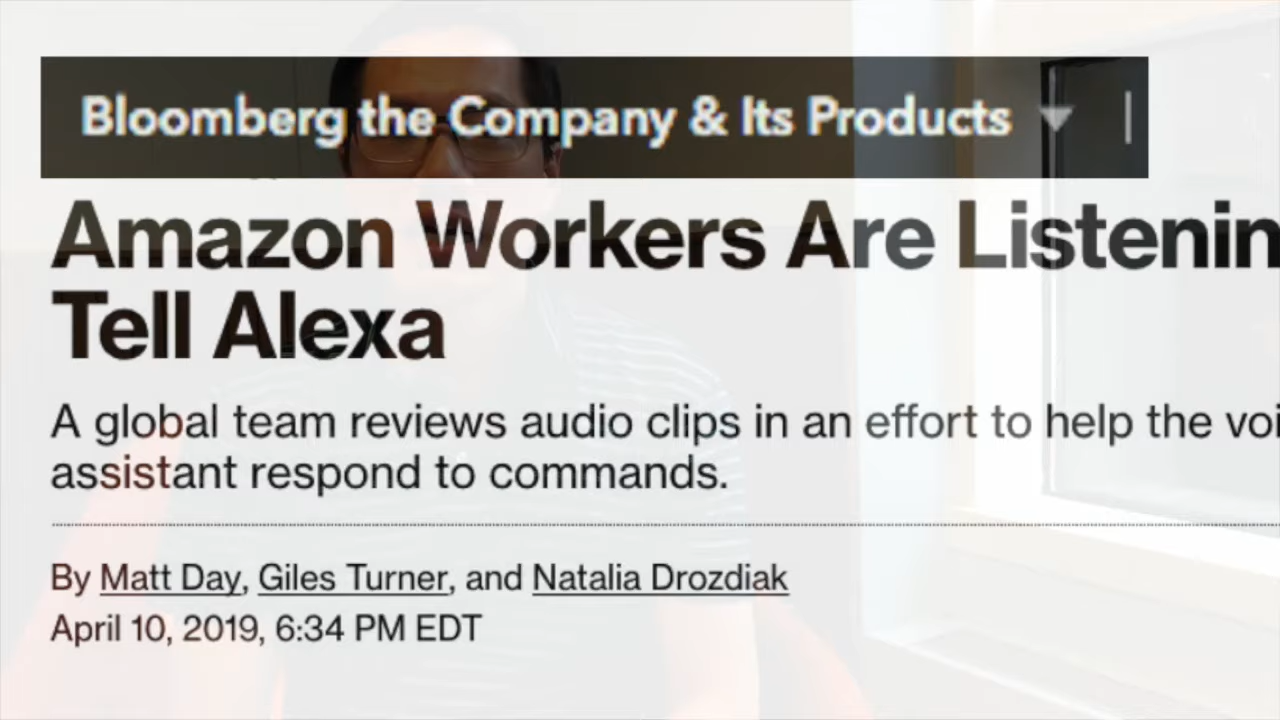 Bloomberg the Company & Its Products
Amazon Workers Are Listenin
Tell Alexa
A global team reviews audio clips in an effort to help the voi
assistant respond to commands.
By Matt Day, Giles Turner, and Natalia Drozdiak
April 10, 2019, 6:34 PM EDT